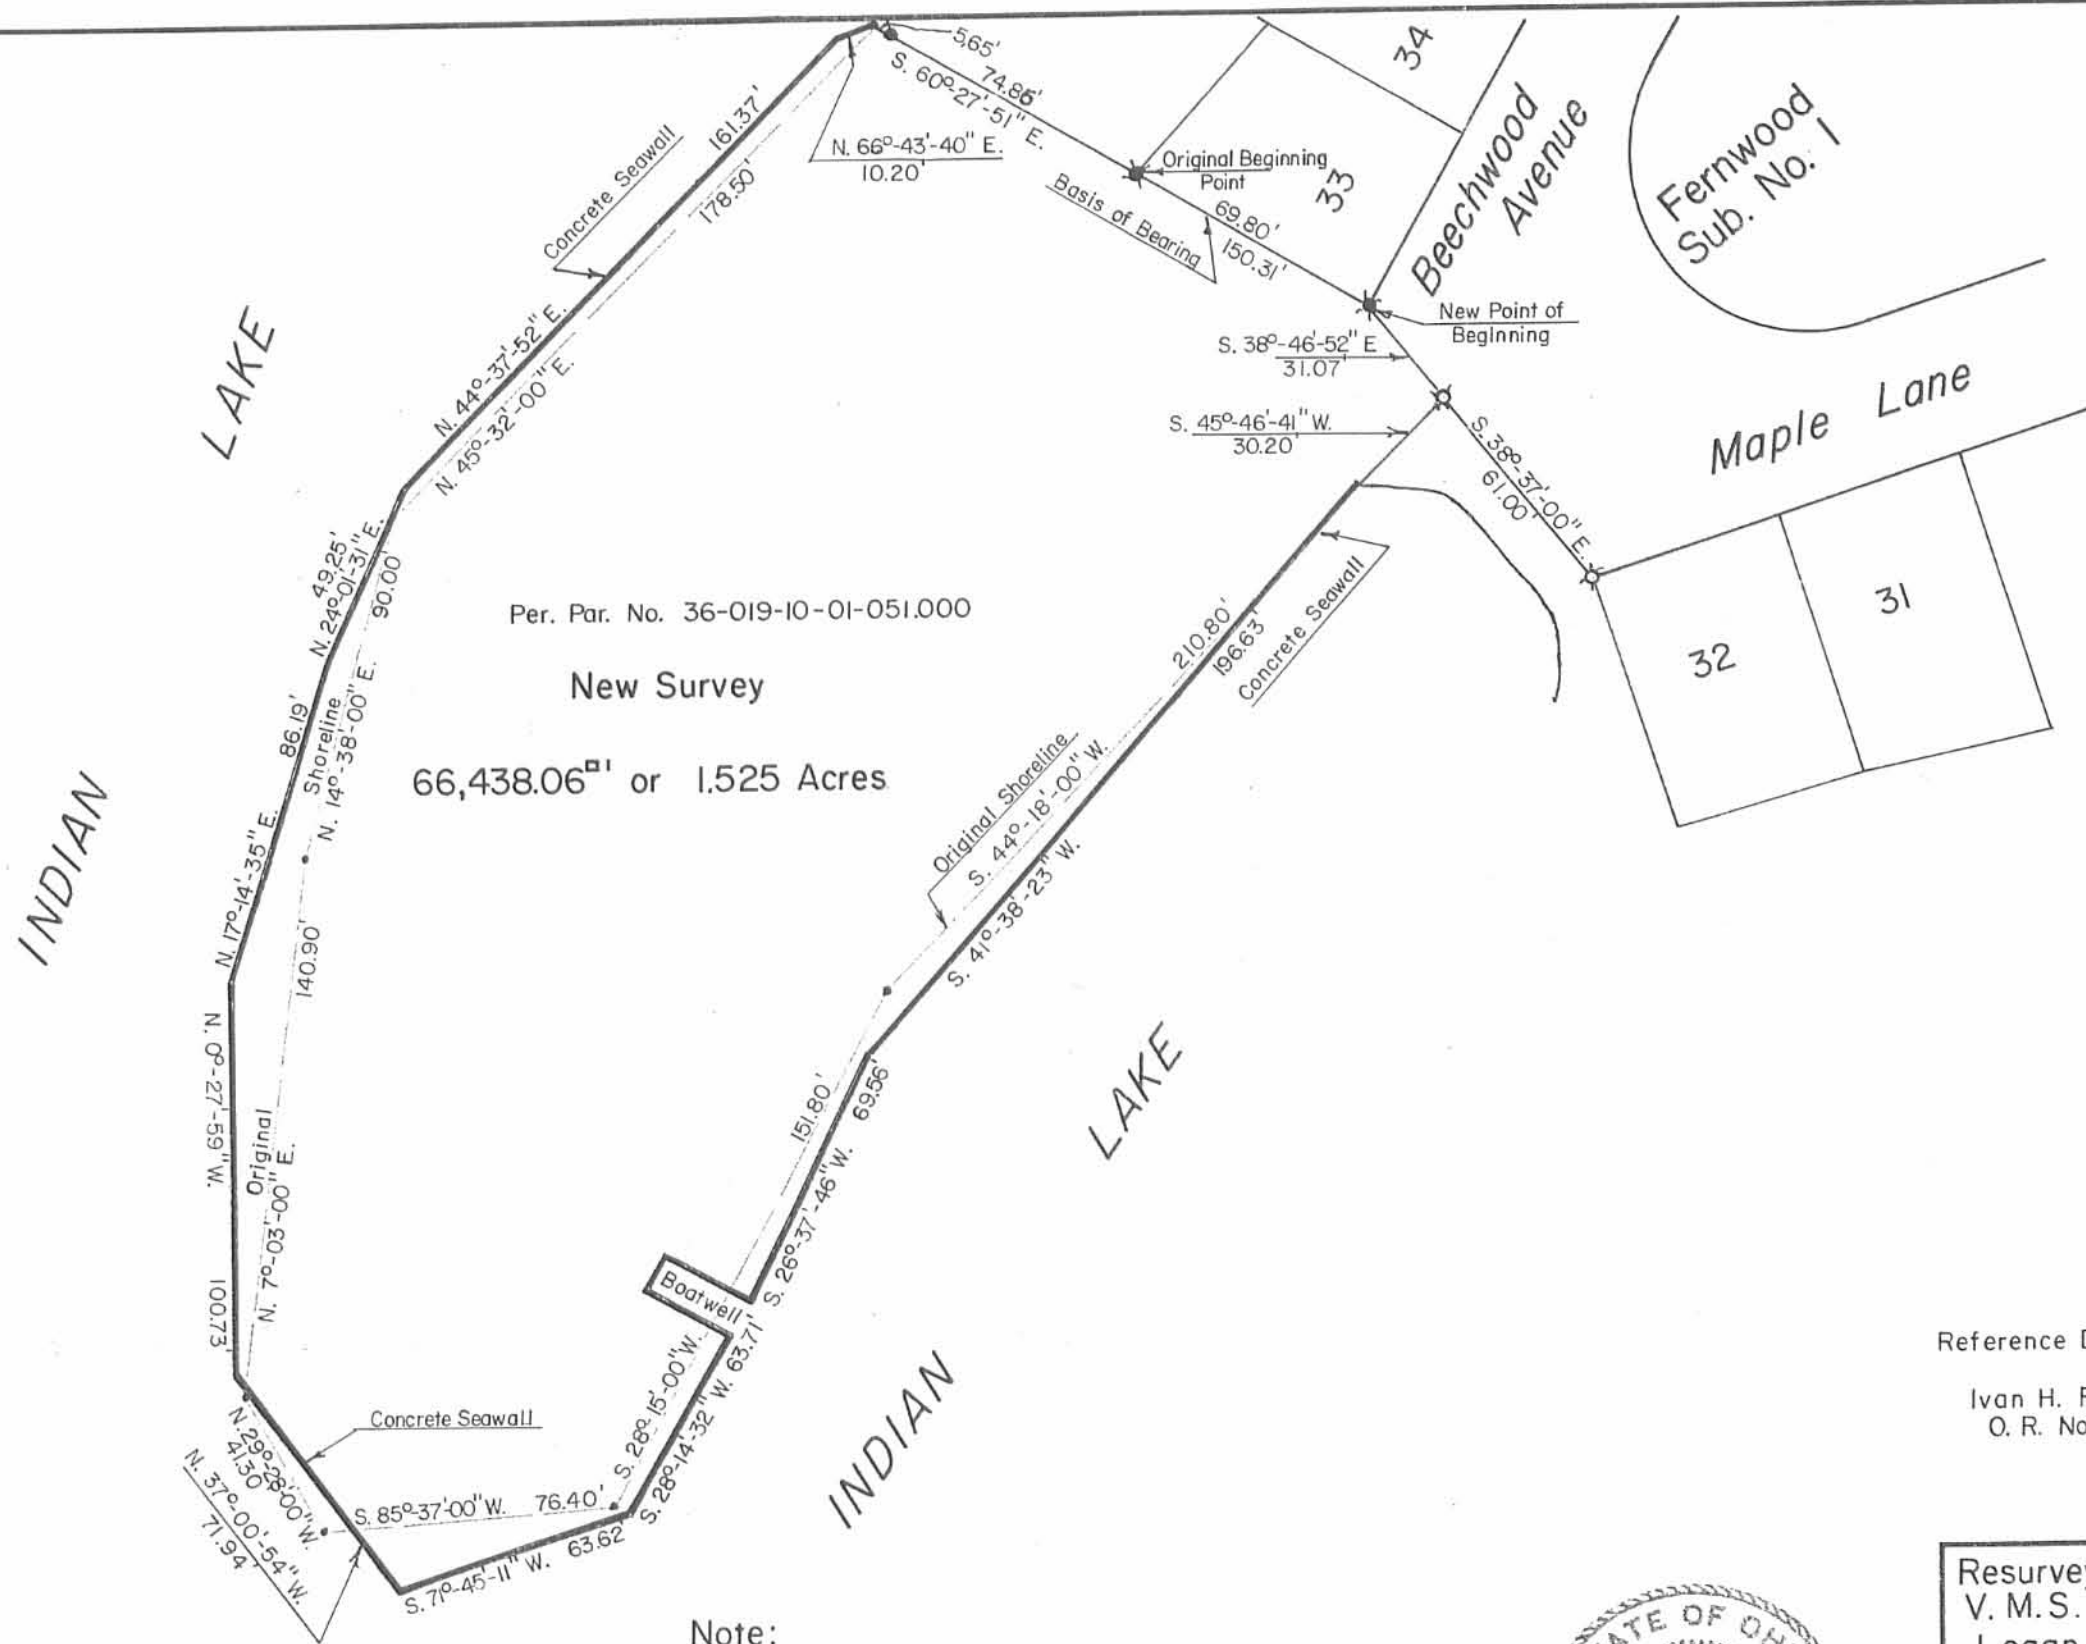 5.65'
74.86'
S. 60°-27'-51" E.
N. 66°-43'-40" E.
10.20'
161.37'
Concrete Seawall
178.50'
N. 44°-37'-52" E.
N. 45°-32'-00" E.
Original Beginning
Point
Basis of Bearing
69.80'
150.31'
33
34
Beechwood
Avenue
Fernwood
Sub. No. 1
New Point of
Beginning
S. 38°-46'-52" E
31.07'
S. 45°-46'-41" W.
30.20'
S. 38°-37'-00" E.
61.00'
Maple Lane
32
31
LAKE
INDIAN
49.25'
N. 24°-01'-31" E.
90.00'
86.19'
Shoreline
N. 14°-38'-00" E.
N. 17°-14'-35" E.
140.90'
Per. Par. No. 36-019-10-01-051.000
New Survey
66,438.06□' or 1.525 Acres
210.80'
196.63'
Concrete Seawall
Original Shoreline
S. 44°-18'-00" W.
S. 41°-38'-23" W.
N. 0°-27'-59" W.
100.73'
Original
N. 7°-03'-00" E.
151.80'
69.56'
S. 26°-37'-46" W.
Boatwell
63.71'
S. 28°-15'-00" W.
S. 28°-14'-32" W.
LAKE
INDIAN
Concrete Seawall
N. 29°-28'-00" W.
41.30'
N. 37°-00'-54" W.
71.94'
S. 85°-37'-00" W. 76.40'
S. 71°-45'-11" W. 63.62'
Note:
Reference D
Ivan H.
O. R. No
Resurvey
V. M. S.
Logan
ATE OF OH